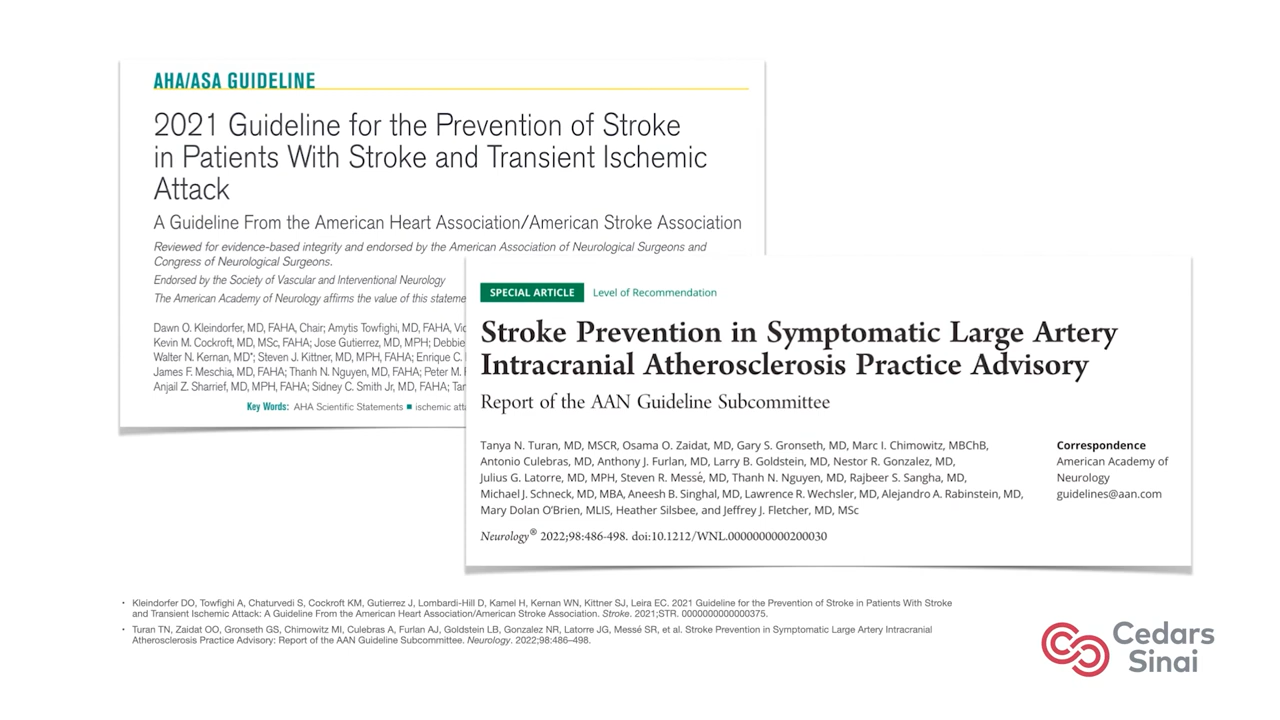 AHA/ASA GUIDELINE
2021 Guideline for the Prevention of Stroke
in Patients With Stroke and Transient Ischemic
Attack
A Guideline From the American Heart Association/American Stroke Association
Reviewed for evidence-based integrity and endorsed by the American Association of Neurological Surgeons and
Congress of Neurological Surgeons.
Endorsed by the Society of Vascular and Interventional Neurology
The American Academy of Neurology affirms the value of this
Dawn O. Kleindorfer, MD, FAHA, Chair; Amytis Towfighi, MD, FAHA,
Kevin M. Cockroft, MD, MSc, FAHA; Jose Gutierrez, MD, MPH; Debbie
Walter N. Kernan, MD*; Steven J. Kittner, MD, MPH, FAHA; Enrique C.
James F. Meschia, MD, FAHA; Thanh N. Nguyen, MD, FAHA; Peter M.
Anjail Z. Sharrief, MD, MPH, FAHA; Sidney C. Smith Jr, MD, FAHA;
Key Words: AHA Scientific Statements ■ ischemic
SPECIAL ARTICLE Level of Recommendation
Stroke Prevention in Symptomatic Large Artery
Intracranial Atherosclerosis Practice Advisory
Report of the AAN Guideline Subcommittee
Tanya N. Turan, MD, MSCR, Osama O. Zaidat, MD, Gary S. Gronseth, MD, Marc I. Chimowitz, MBChB,
Antonio Culebras, MD, Anthony J. Furlan, MD, Larry B. Goldstein, MD, Nestor R. Gonzalez, MD,
Julius G. Latorre, MD, MPH, Steven R. Messé, MD, Thanh N. Nguyen, MD, Rajbeer S. Sangha, MD,
Michael J. Schneck, MD, MBA, Aneesh B. Singhal, MD, Lawrence R. Wechsler, MD, Alejandro A. Rabinstein, MD,
Mary Dolan O'Brien, MLIS, Heather Silsbee, and Jeffrey J. Fletcher, MD, MSc
Correspondence
American Academy of
Neurology
guidelines@aan.com
Neurology® 2022;98:486-498. doi:10.1212/WNL.0000000000200030
• Kleindorfer DO, Towfighi A, Chaturvedi S, Cockroft KM, Gutierrez J, Lombardi-Hill D, Kamel H, Kernan WN, Kittner SJ, Leira EC. 2021 Guideline for the Prevention of Stroke in Patients With Stroke
and Transient Ischemic Attack: A Guideline From the American Heart Association/American Stroke Association. Stroke. 2021;STR. 0000000000000375.
• Turan TN, Zaidat OO, Gronseth GS, Chimowitz MI, Culebras A, Furlan AJ, Goldstein LB, Gonzalez NR, Latorre JG, Messé SR, et al. Stroke Prevention in Symptomatic Large Artery Intracranial
Atherosclerosis Practice Advisory: Report of the AAN Guideline Subcommittee. Neurology. 2022;98:486–498.
Cedars
Sinai